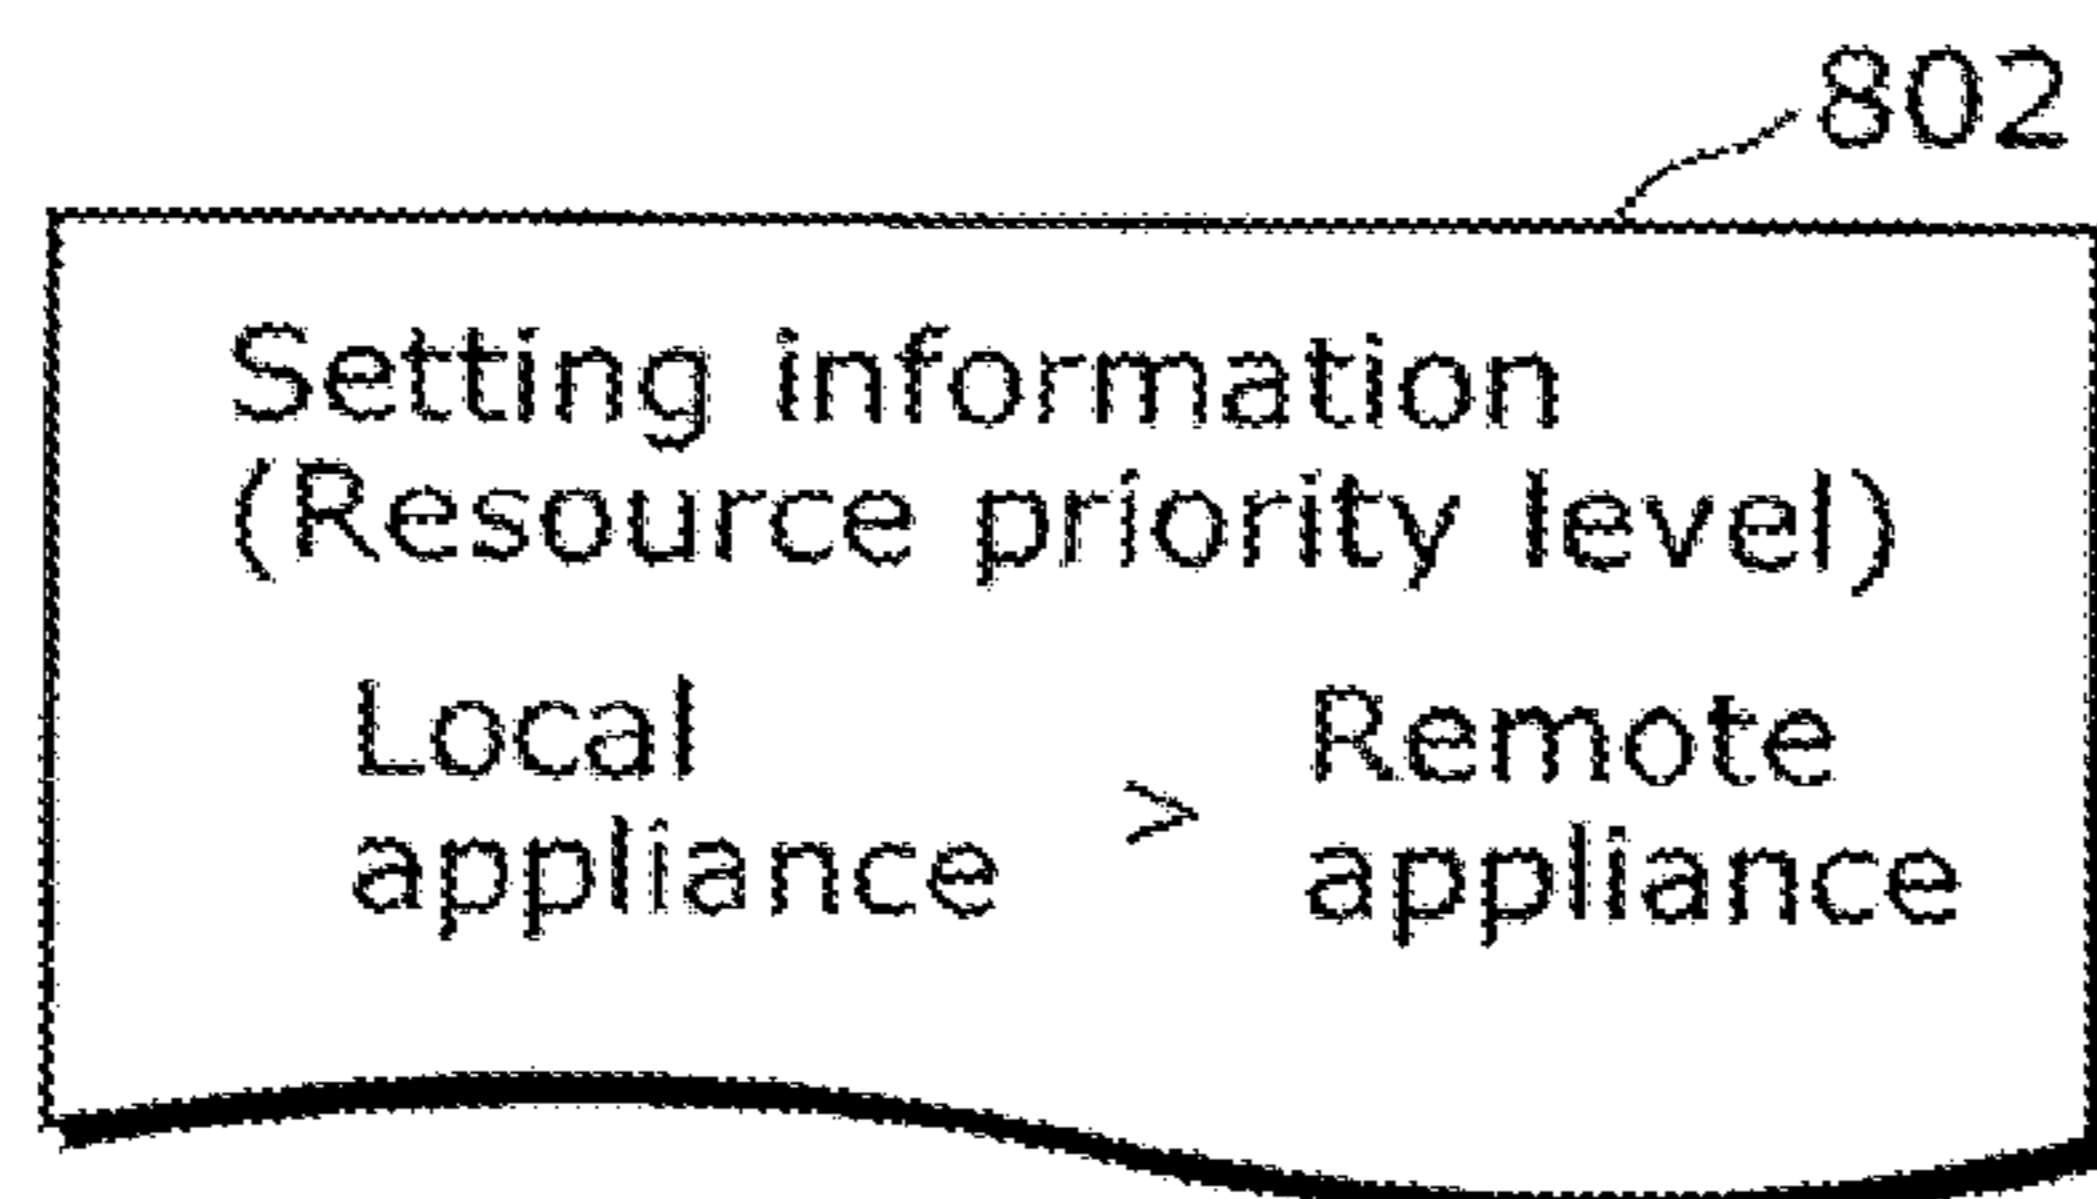 802
Setting information
(Resource priority level)
Local appliance > Remote appliance